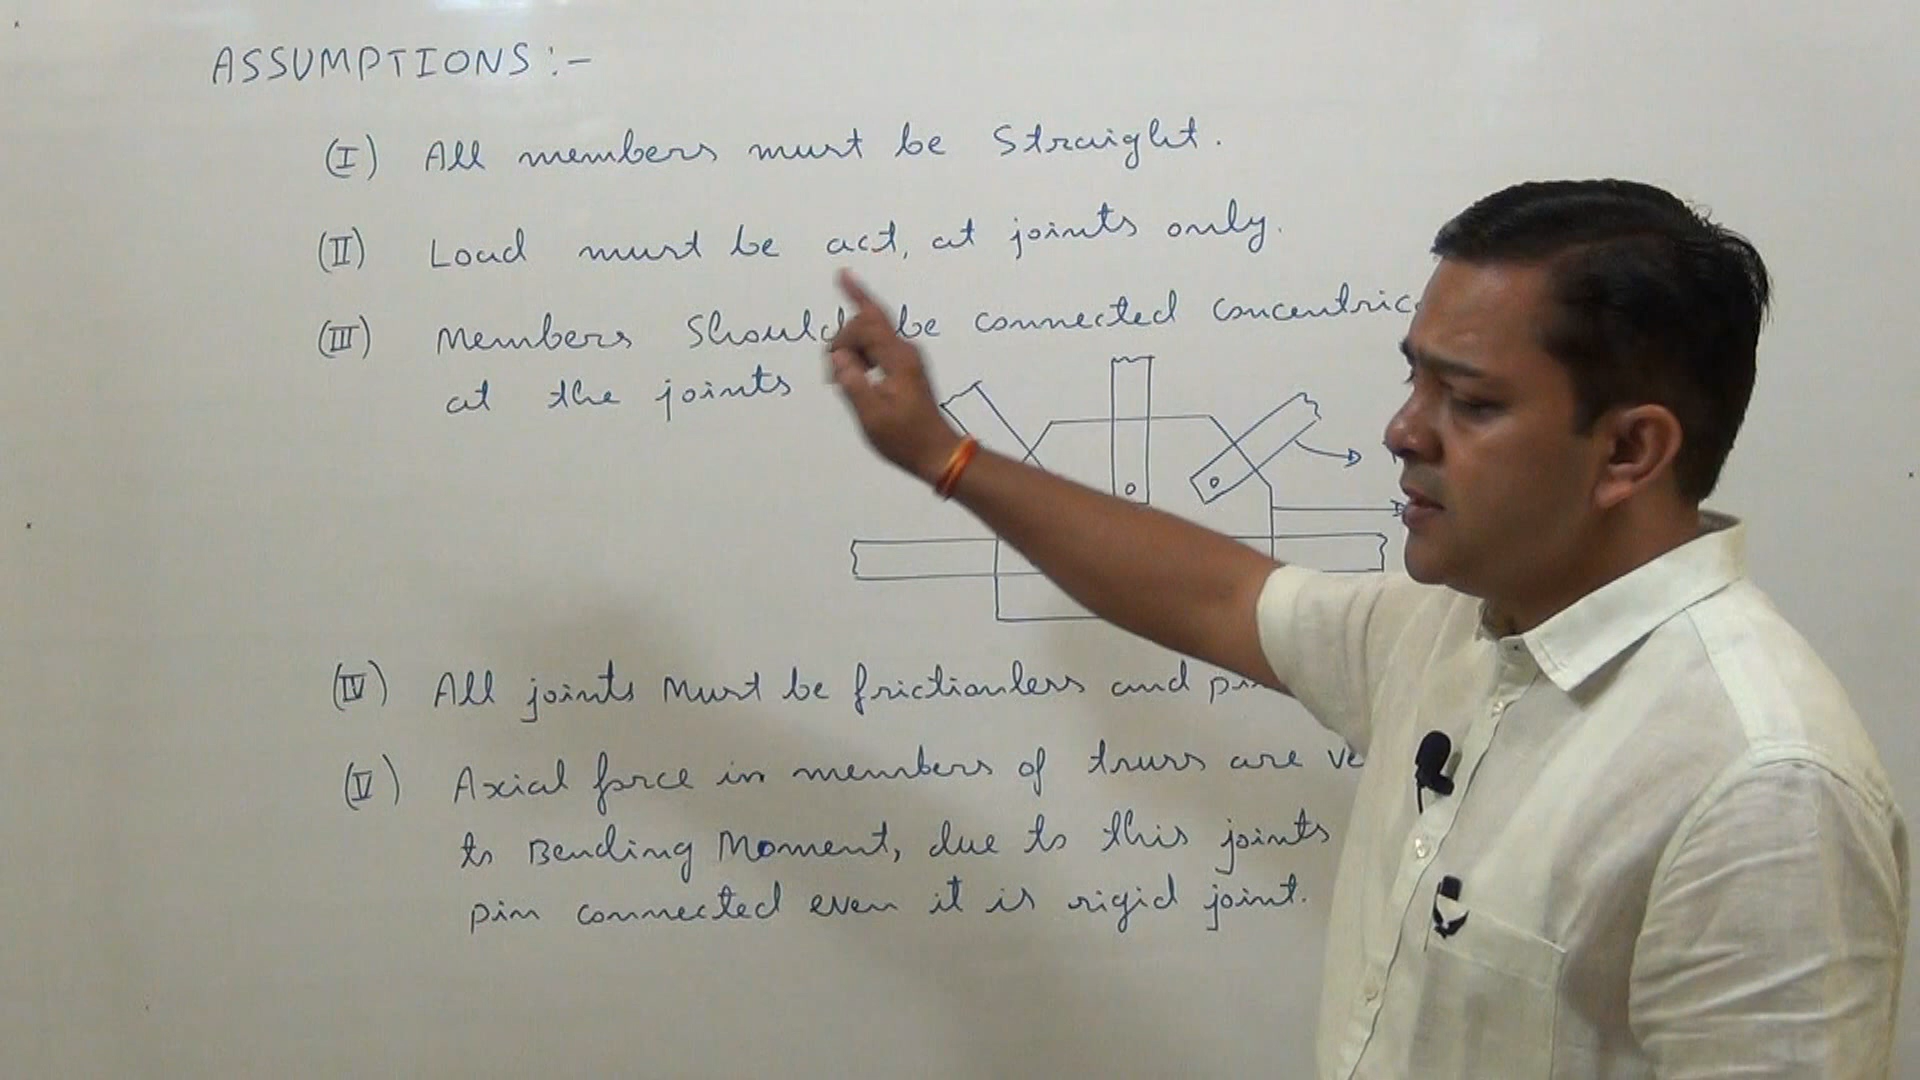 ASSUMPTIONS :-
(I) All members must be Straight.
(II) Load must be act, at joints only.
(III) Members Should be connected
at the joints
(IV) All joints Must be frictionless and
(V) Axial force in members of truss are
to Bending Moment, due to this joints
pin connected even it is rigid joint.